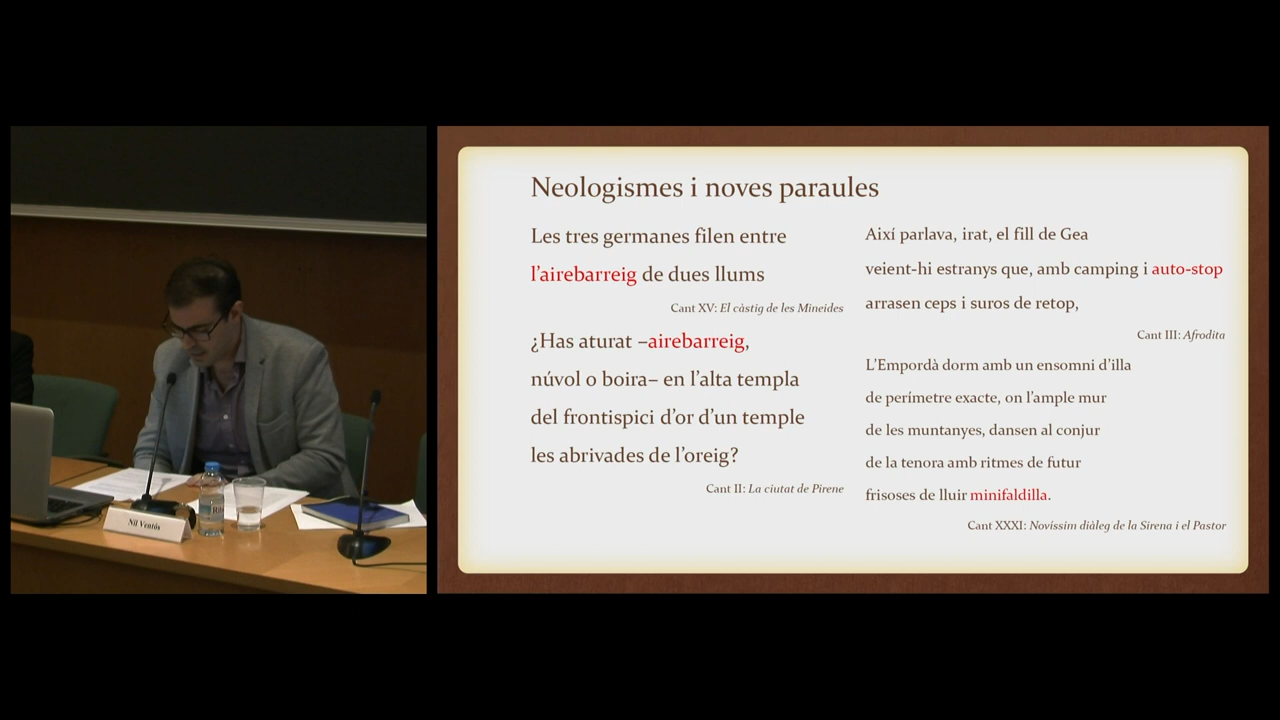 Neologismes i noves paraules
Les tres germanes filen entre
l'airebarreig de dues llums
Cant XV: El càstig de les Mineides
¿Has aturat –airebarreig,
núvol o boira– en l'alta templa
del frontispici d'or d'un temple
les abrivades de l'oreig?
Cant II: La ciutat de Pirene
Així parlava, irat, el fill de Gea
veient-hi estranys que, amb camping i auto-stop
arrasen ceps i suros de retop,
Cant III: Afrodita
L'Empordà dorm amb un ensomni d'illa
de perímetre exacte, on l'ample mur
de les muntanyes, dansen al conjur
de la tenora amb ritmes de futur
frisoses de lluir minifaldilla.
Cant XXXI: Novíssim diàleg de la Sirena i el Pastor
Nil Ventós